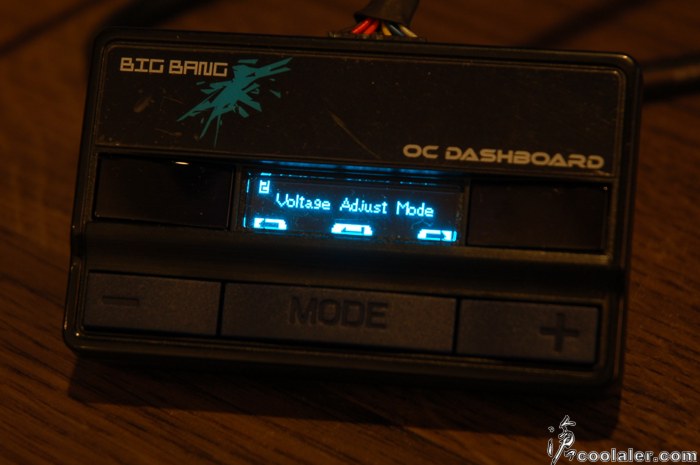 BIG BANG
OC DASHBOARD
Voltage Adjust Mode
− MODE +
coolaler.com